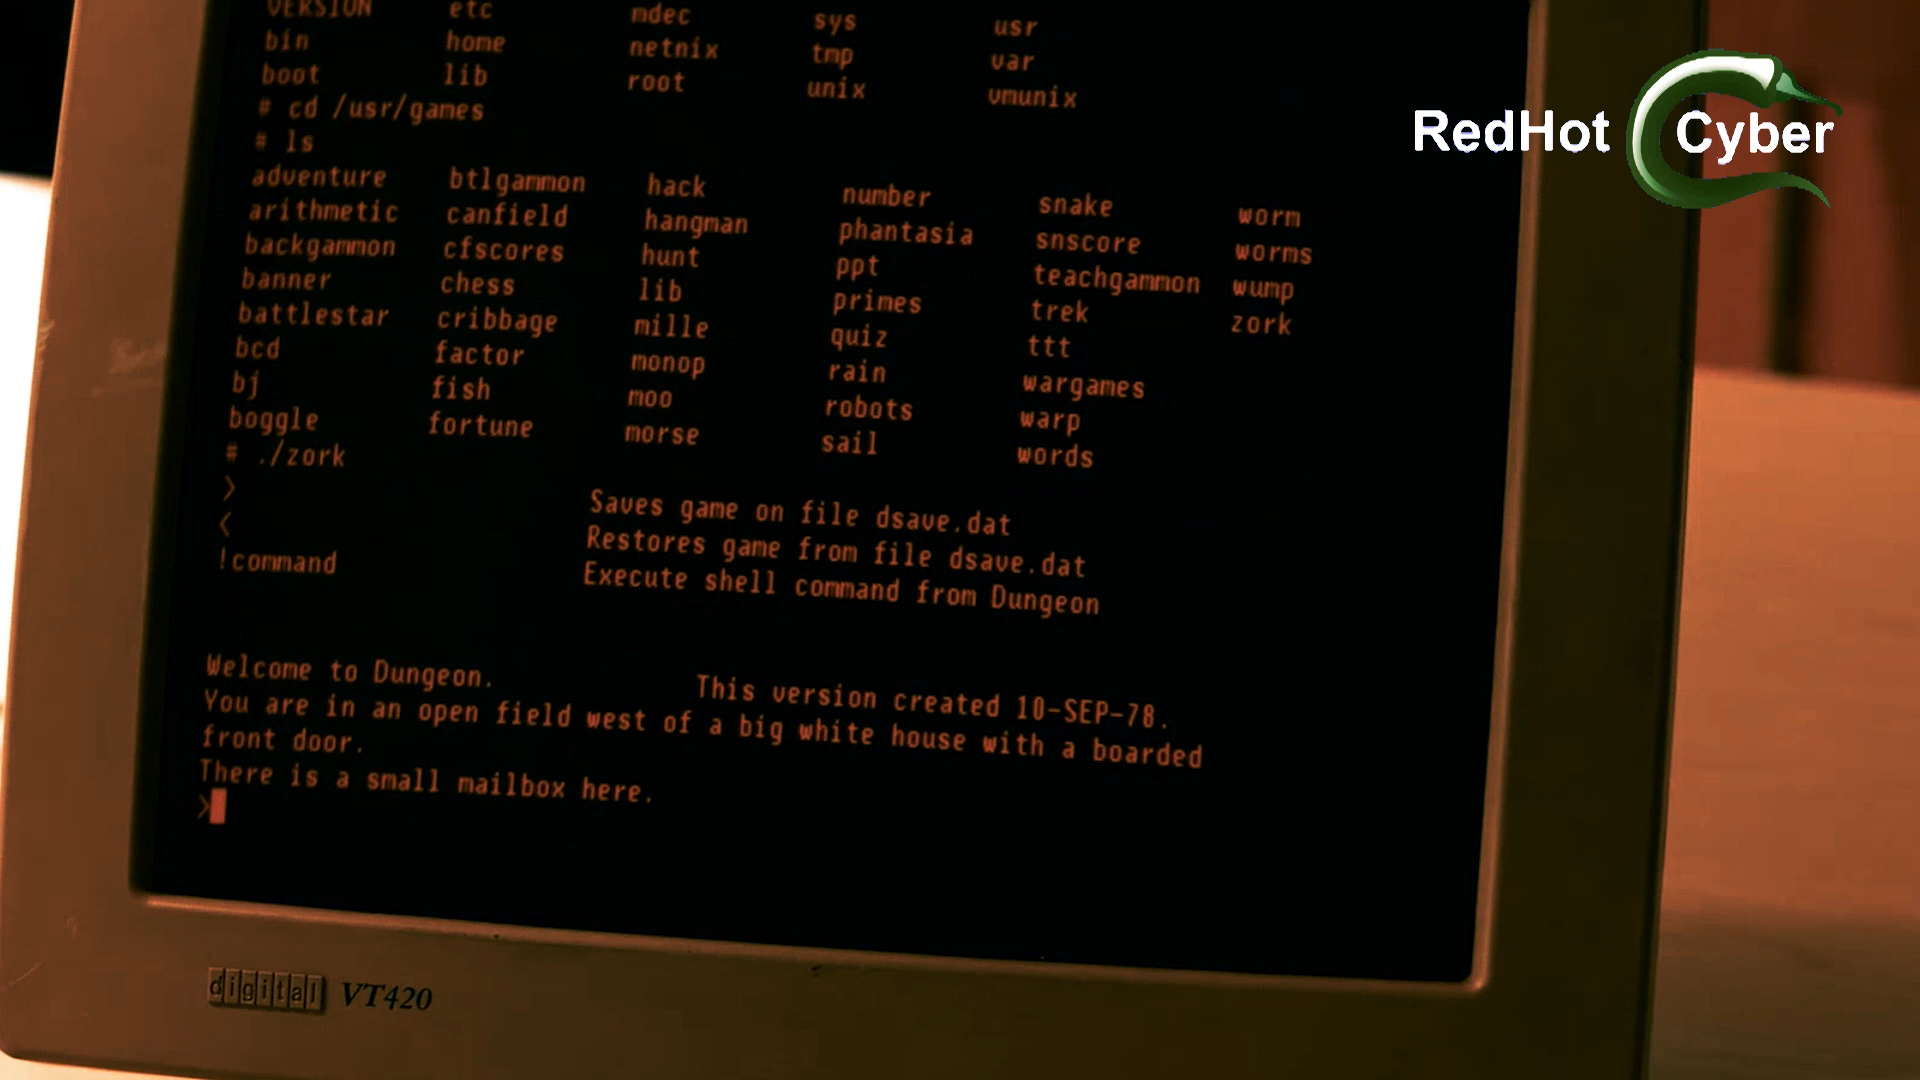 VERSION etc mdec sys usr
bin home netnix tmp var
boot lib root unix vmunix
# cd /usr/games
# ls
adventure btlgammon hack number snake worm
arithmetic canfield hangman phantasia snscore worms
backgammon cfscores hunt ppt teachgammon wump
banner chess lib primes trek zork
battlestar cribbage mille quiz ttt
bcd factor monop rain wargames
bj fish moo robots warp
boggle fortune morse sail words
# ./zork
> Saves game on file dsave.dat
< Restores game from file dsave.dat
!command Execute shell command from Dungeon
Welcome to Dungeon. This version created 10-SEP-78.
You are in an open field west of a big white house with a boarded
front door.
There is a small mailbox here.
>
digital VT420
RedHot Cyber